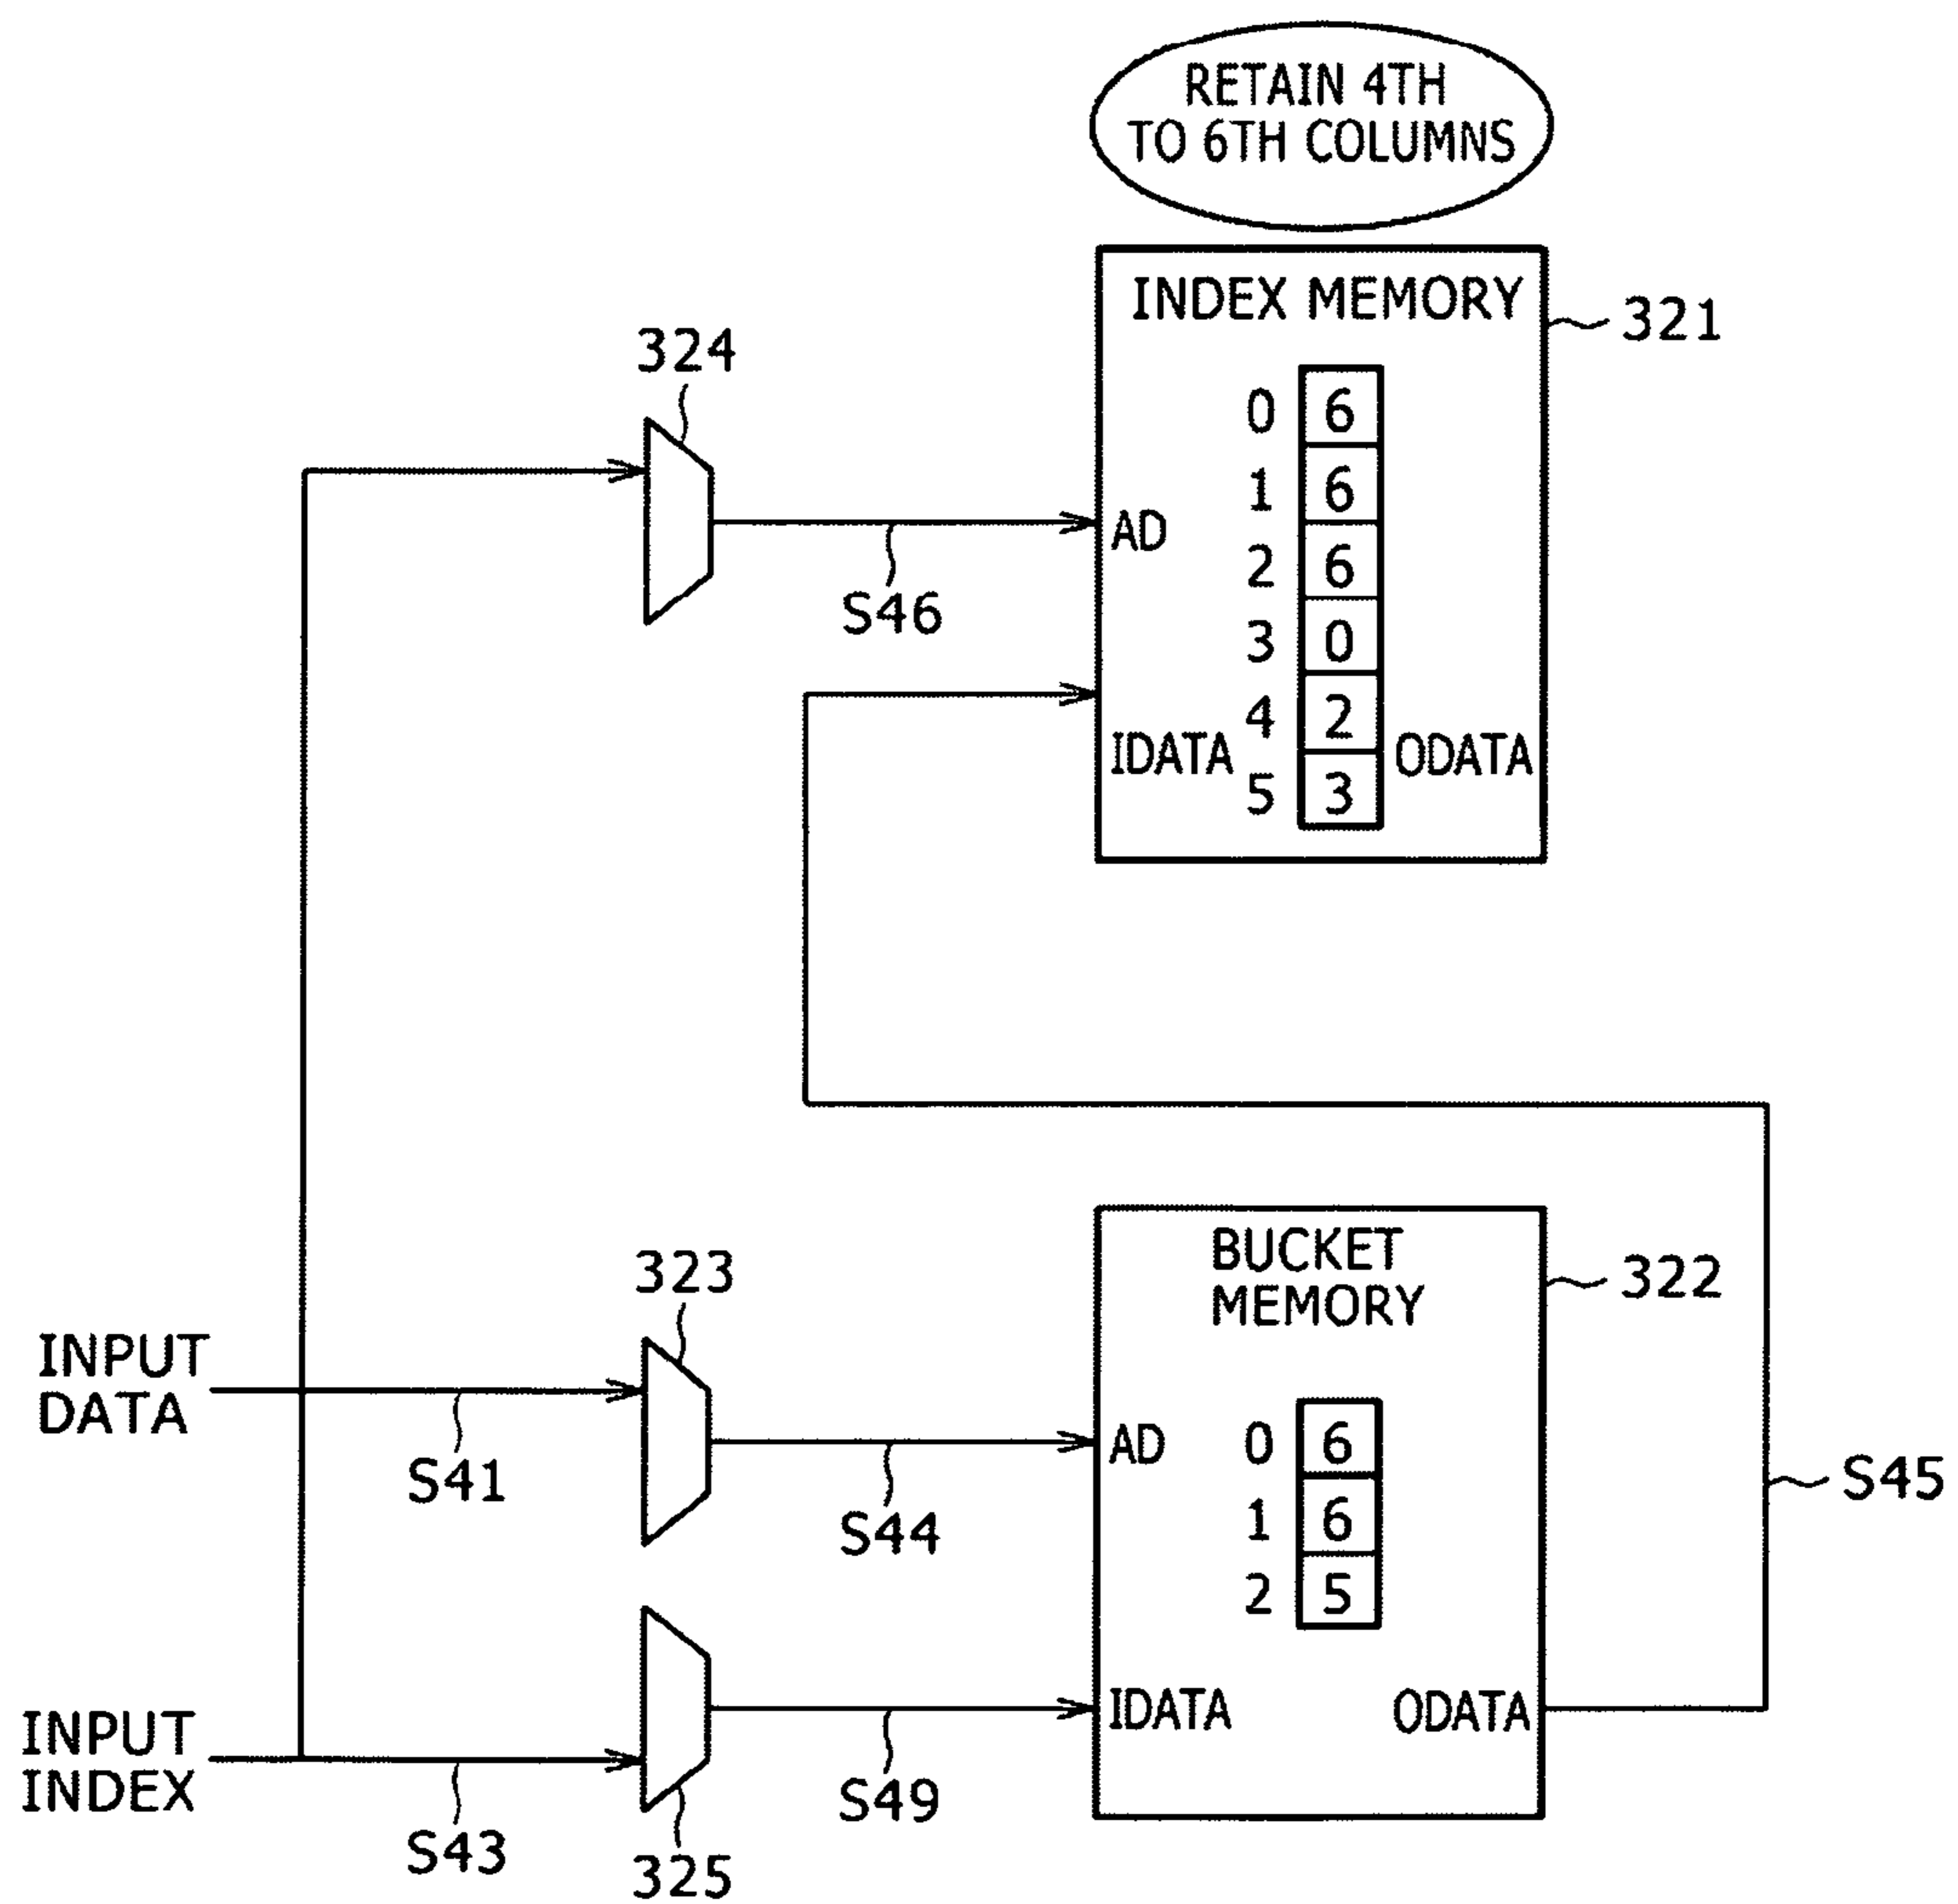 RETAIN 4TH
TO 6TH COLUMNS
INDEX MEMORY
321
324
0 6
1 6
AD
2 6
S46
3 0
4 2
IDATA
ODATA
5 3
BUCKET
MEMORY
322
323
INPUT
DATA
S41
AD
0 6
S44
1 6
S45
2 5
INPUT
INDEX
IDATA
ODATA
S43
S49
325